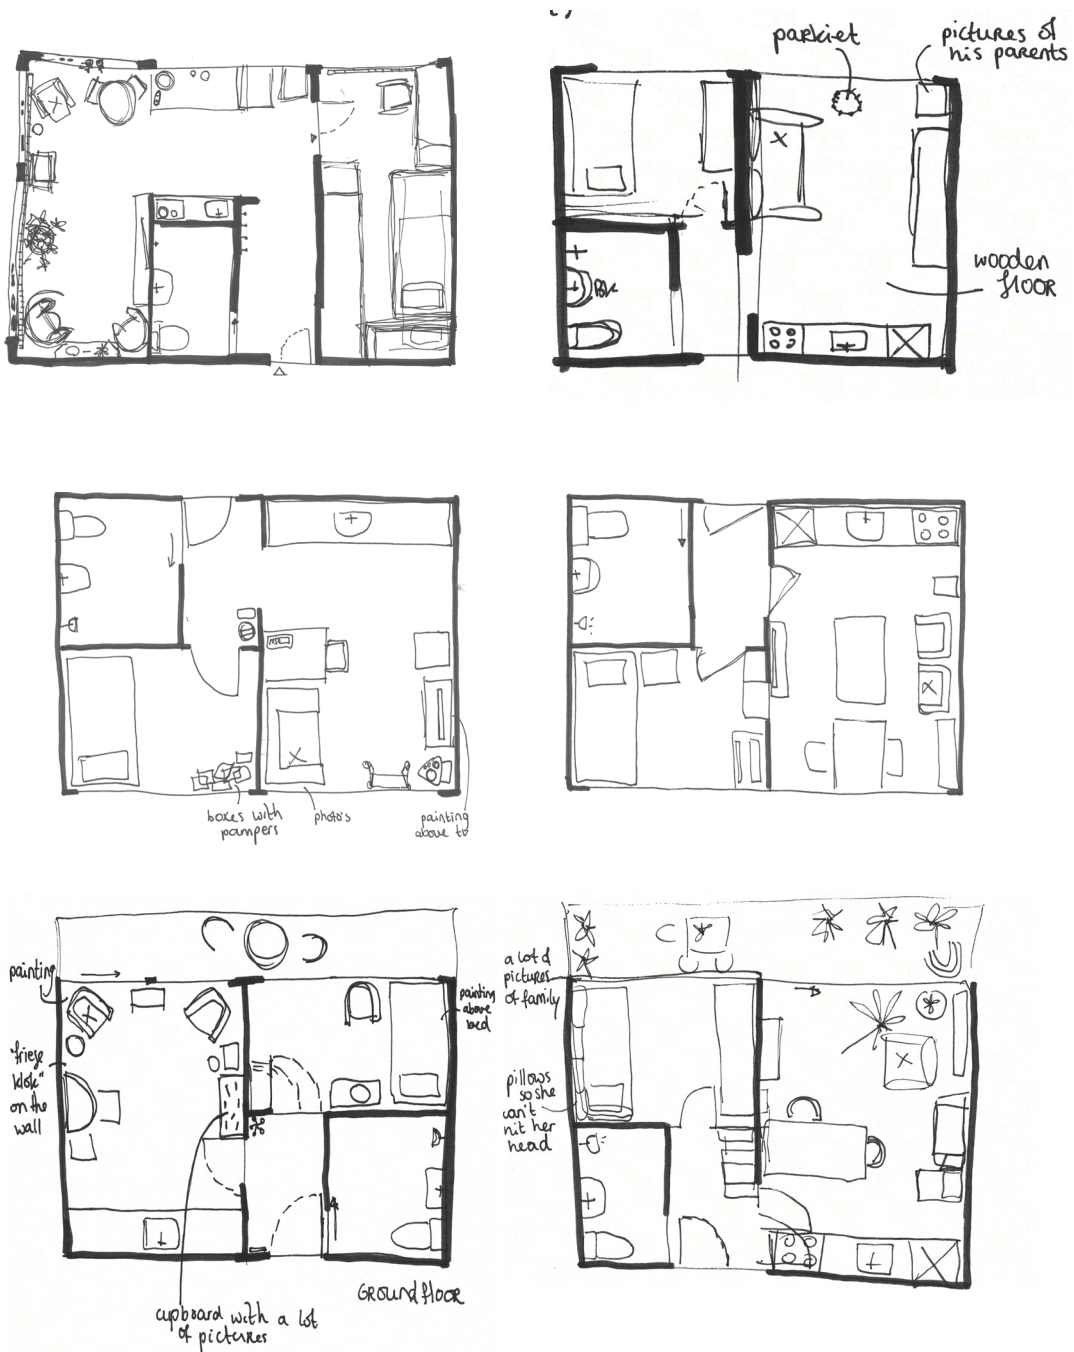 parkiet
pictures of
his parents
wooden
floor
boxes with
pampers
photo's
painting
above tv
painting
painting
above
bed
"friese
klok"
on the
wall
GROUNDFLOOR
cupboard with a lot
of pictures
a lot of
pictures
of family
pillows
so she
can't
hit her
head